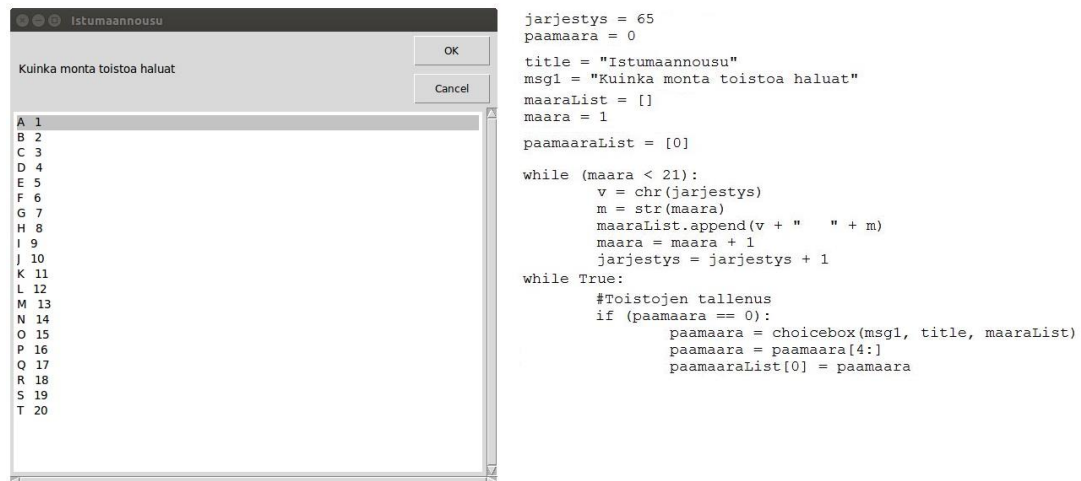 Istumaannousu
OK
Kuinka monta toistoa haluat
Cancel
A   1
B   2
C   3
D   4
E   5
F   6
G   7
H   8
I   9
J   10
K   11
L   12
M   13
N   14
O   15
P   16
Q   17
R   18
S   19
T   20
jarjestys = 65
paamaara = 0
title = "Istumaannousu"
msg1 = "Kuinka monta toistoa haluat"
maaraList = []
maara = 1
paamaaraList = [0]
while (maara < 21):
        v = chr(jarjestys)
        m = str(maara)
        maaraList.append(v + "   " + m)
        maara = maara + 1
        jarjestys = jarjestys + 1
while True:
        #Toistojen tallenus
        if (paamaara == 0):
                paamaara = choicebox(msg1, title, maaraList)
                paamaara = paamaara[4:]
                paamaaraList[0] = paamaara